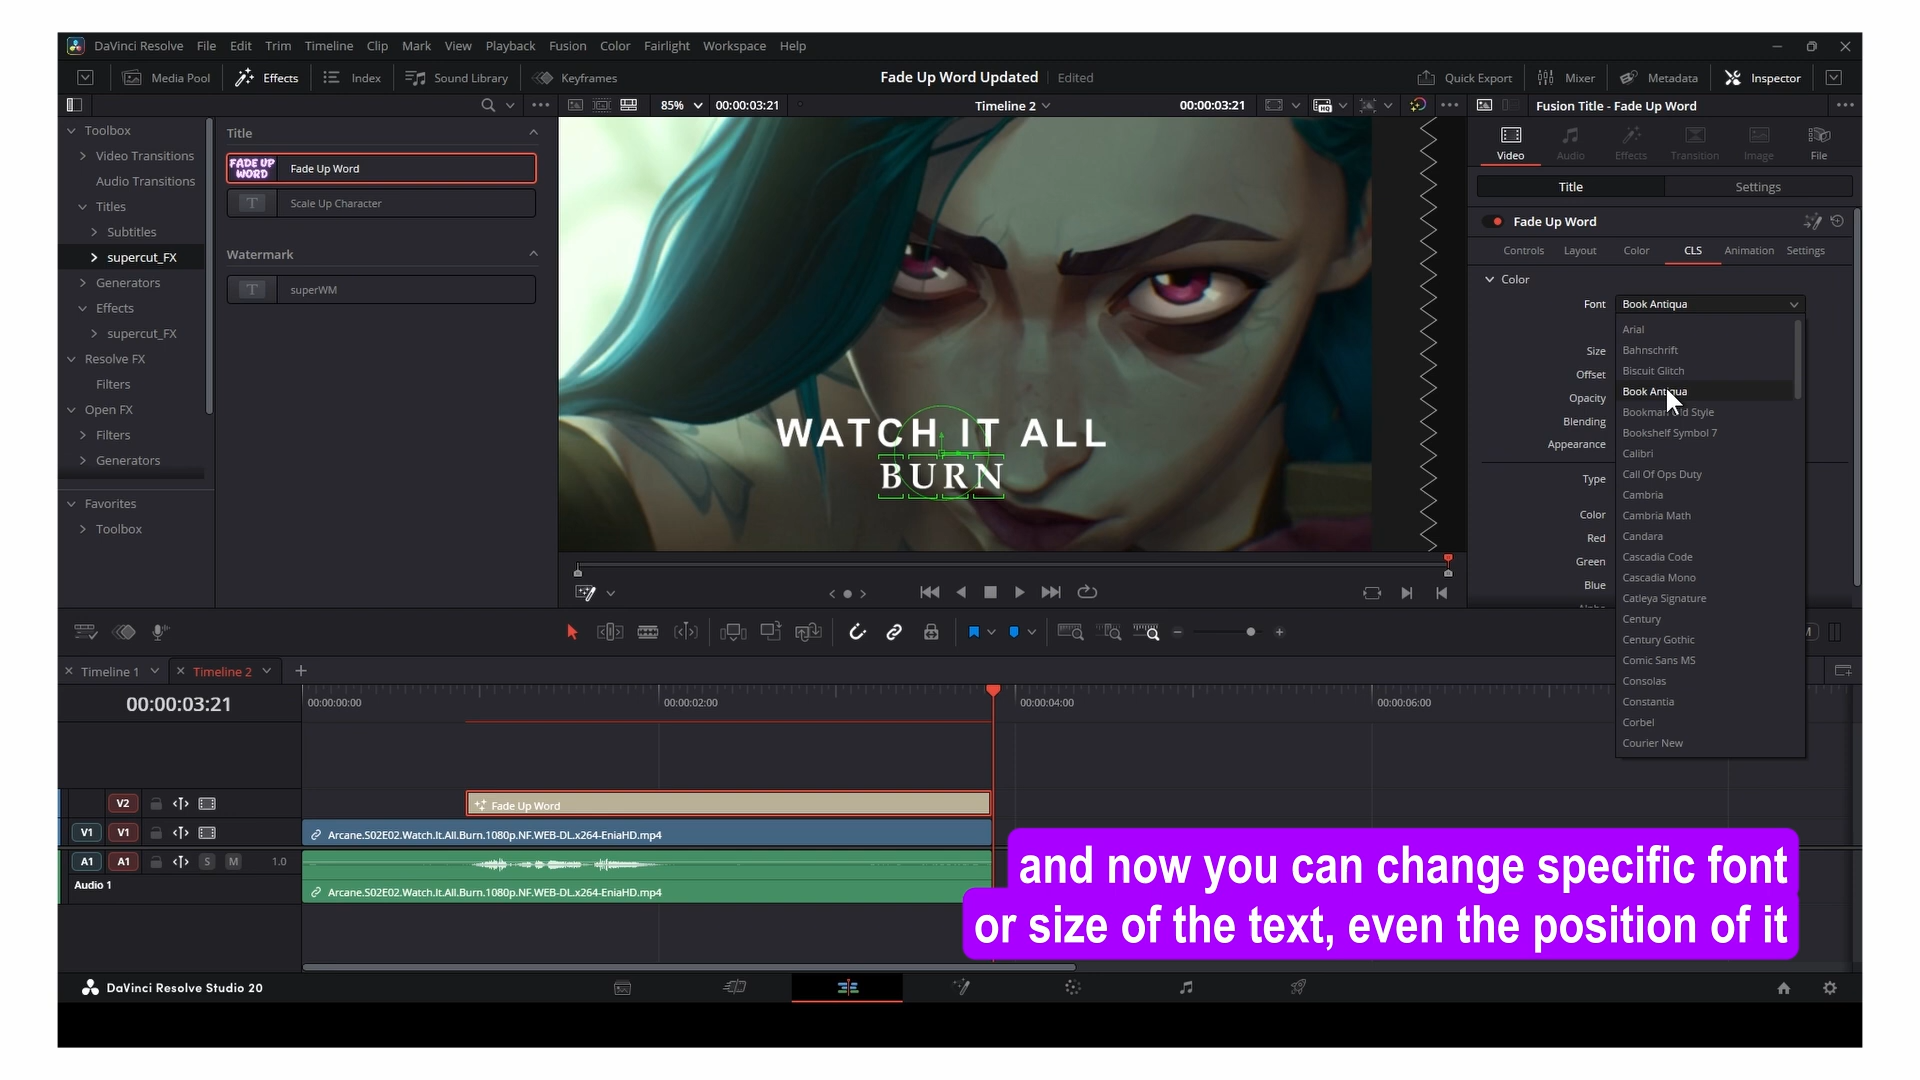 DaVinci Resolve File Edit Trim Timeline Clip Mark View Playback Fusion Color Fairlight Workspace Help
Media Pool Effects Index Sound Library Keyframes Fade Up Word Updated Edited Quick Export Mixer Metadata Inspector
85% 00:00:03:21 Timeline 2 00:00:03:21 Fusion Title - Fade Up Word
Toolbox
Video Transitions
Audio Transitions
Titles
Subtitles
supercut_FX
Generators
Effects
supercut_FX
Resolve FX
Filters
Open FX
Filters
Generators
Favorites
Toolbox
Title
FADE UP
WORD
Fade Up Word
T Scale Up Character
Watermark
T superWM
WATCH IT ALL
BURN
Video Audio Effects Transition Image File
Title Settings
Fade Up Word
Controls Layout Color CLS Animation Settings
Color
Font Book Antiqua
Size
Offset
Opacity
Blending
Appearance
Type
Color
Red
Green
Blue
Arial
Bahnschrift
Biscuit Glitch
Book Antiqua
Bookman Old Style
Bookshelf Symbol 7
Calibri
Call Of Ops Duty
Cambria
Cambria Math
Candara
Cascadia Code
Cascadia Mono
Catleya Signature
Century
Century Gothic
Comic Sans MS
Consolas
Constantia
Corbel
Courier New
Timeline 1 Timeline 2
00:00:03:21 00:00:00:00 00:00:02:00 00:00:04:00 00:00:06:00
V2 Fade Up Word
V1 V1 Arcane.S02E02.Watch.It.All.Burn.1080p.NF.WEB-DL.x264-EniaHD.mp4
A1 A1 S M 1.0
Audio 1
Arcane.S02E02.Watch.It.All.Burn.1080p.NF.WEB-DL.x264-EniaHD.mp4
and now you can change specific font
or size of the text, even the position of it
DaVinci Resolve Studio 20